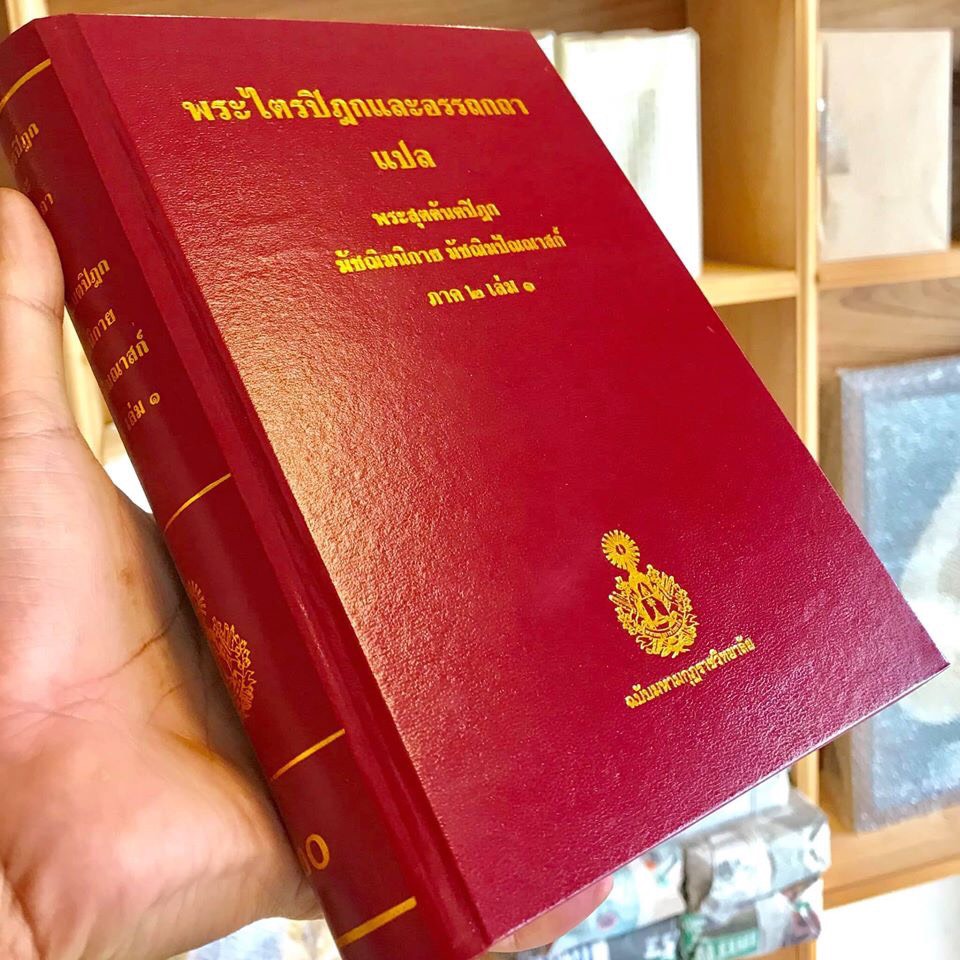 พระไตรปิฎกและอรรถกถา
แปล
พระสุตตันตปิฎก
มัชฌิมนิกาย มัชฌิมปัณณาสก์
ภาค ๒ เล่ม ๑
ฉบับมหามกุฏราชวิทยาลัย
เล่ม ๑